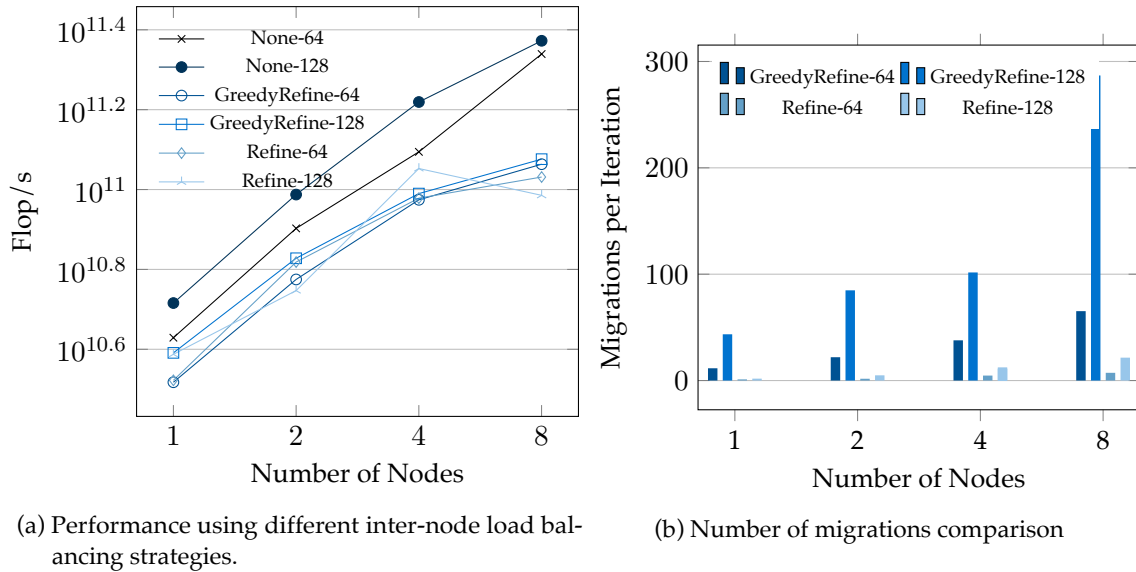 10^11.4
10^11.2
10^11
10^10.8
10^10.6
Flop/s
None-64
None-128
GreedyRefine-64
GreedyRefine-128
Refine-64
Refine-128
1 2 4 8
Number of Nodes
(a) Performance using different inter-node load bal-
ancing strategies.
300
200
100
0
Migrations per Iteration
GreedyRefine-64 GreedyRefine-128
Refine-64 Refine-128
1 2 4 8
Number of Nodes
(b) Number of migrations comparison